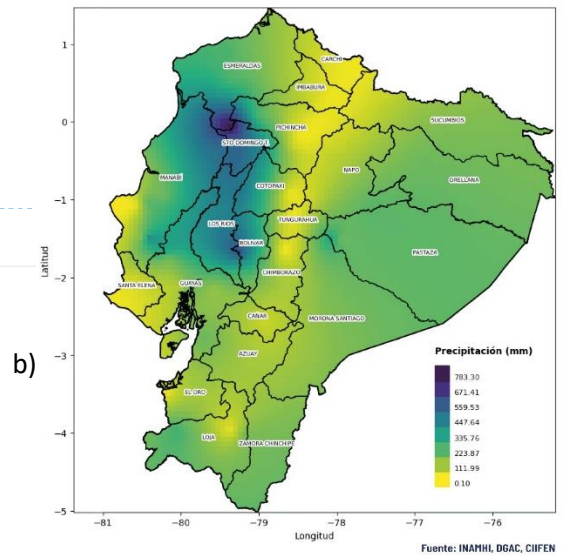 1
0
−1
−2
−3
−4
−5
Latitud
b)
ESMERALDAS
CARCHI
IMBABURA
SUCUMBIOS
PICHINCHA
STO DOMINGO T.
NAPO
ORELLANA
MANABI
COTOPAXI
TUNGURAHUA
LOS RIOS
BOLIVAR
PASTAZA
CHIMBORAZO
SANTA ELENA
GUAYAS
CAÑAR
MORONA SANTIAGO
AZUAY
EL ORO
LOJA
ZAMORA CHINCHIPE
Precipitación (mm)
783.30
671.41
559.53
447.64
335.76
223.87
111.99
0.10
−81 −80 −79 −78 −77 −76
Longitud
Fuente: INAMHI, DGAC, CIIFEN